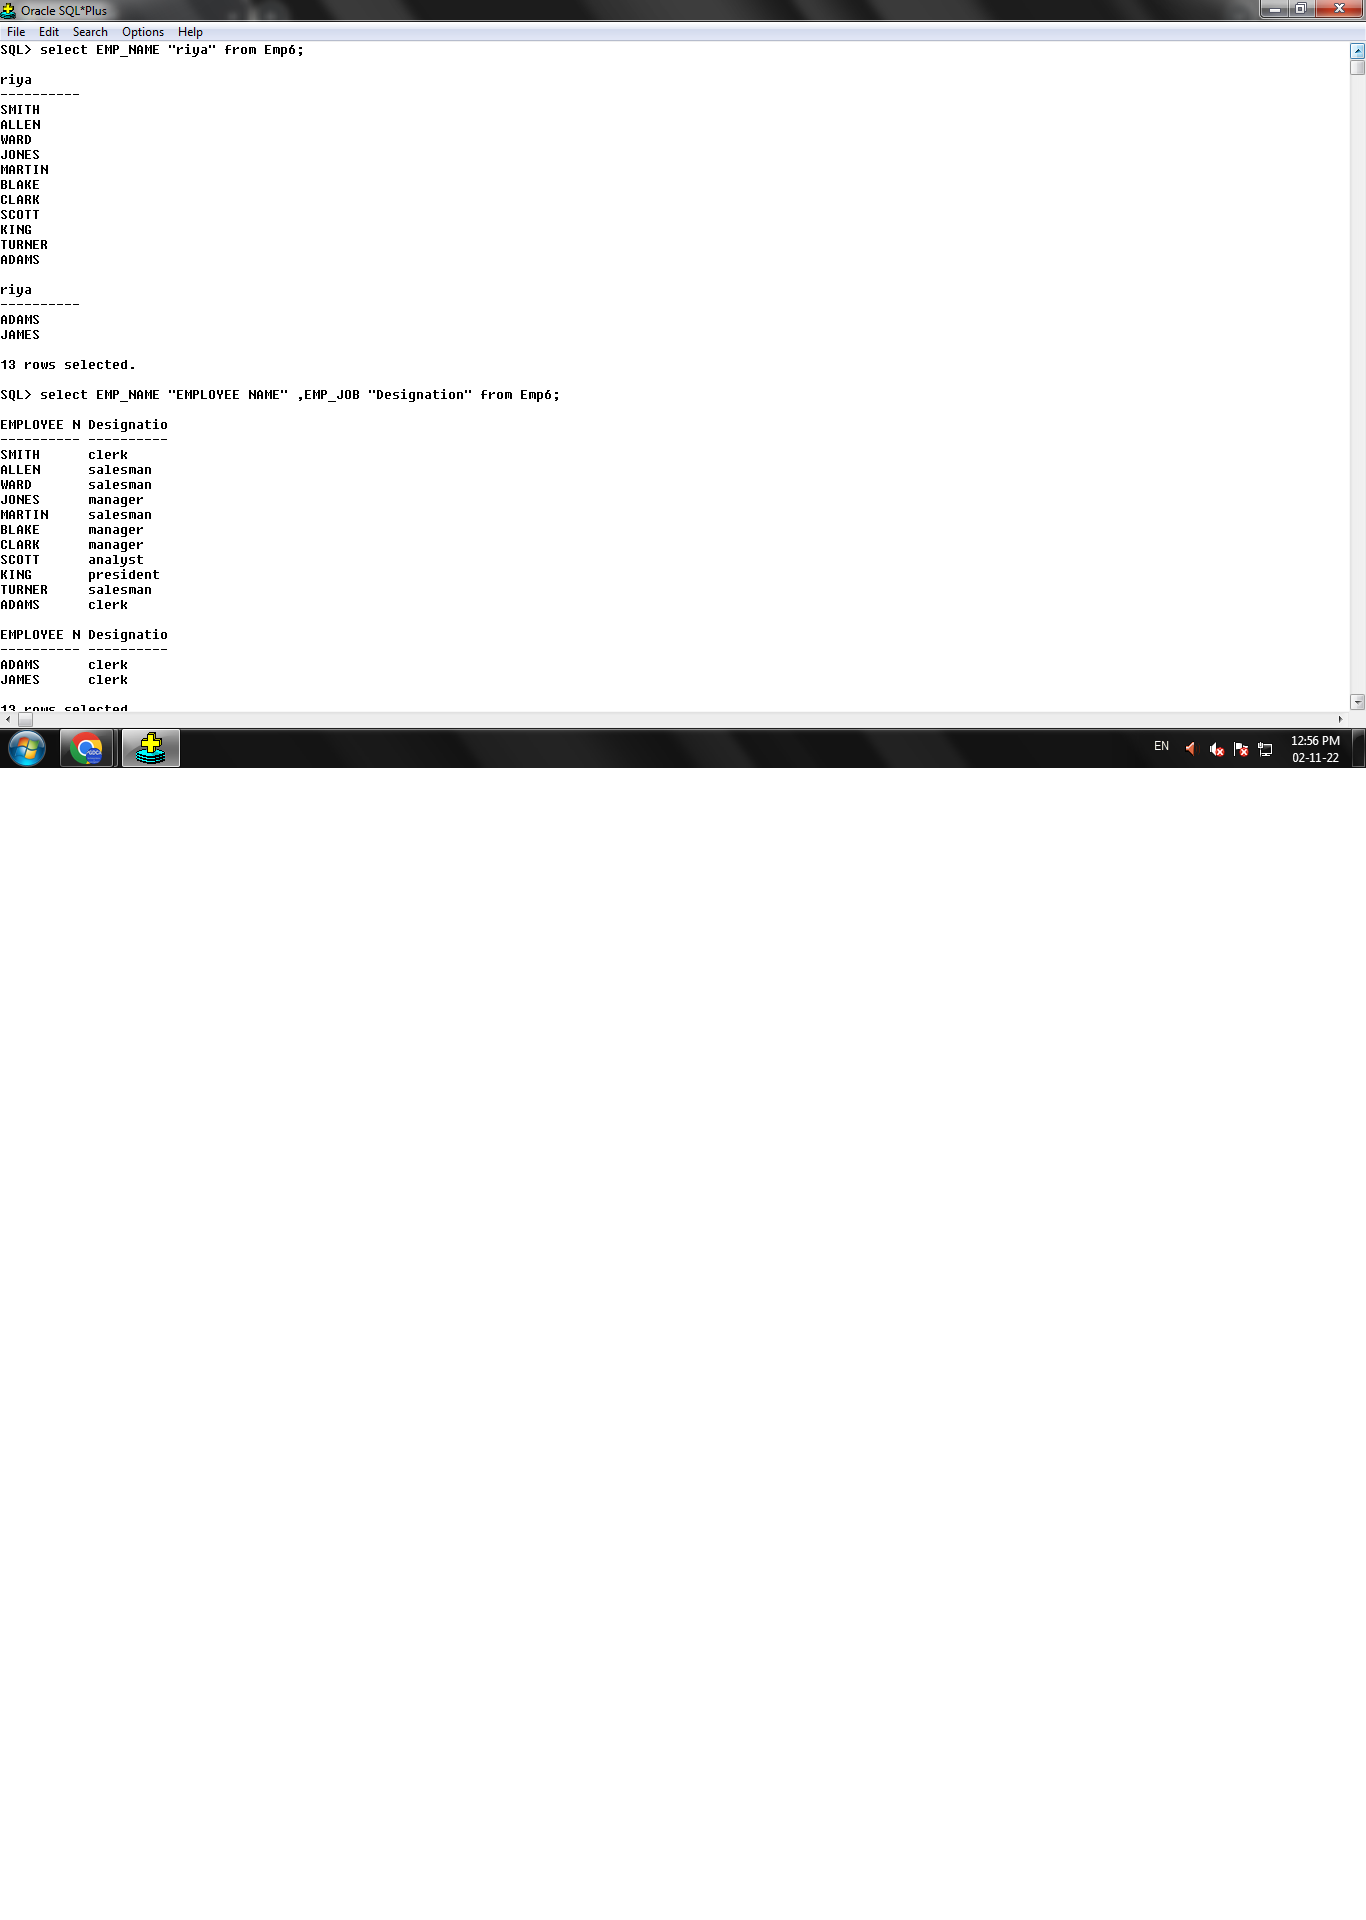 Oracle SQL*Plus
File Edit Search Options Help
SQL> select EMP_NAME "riya" from Emp6;
riya
----------
SMITH
ALLEN
WARD
JONES
MARTIN
BLAKE
CLARK
SCOTT
KING
TURNER
ADAMS
riya
----------
ADAMS
JAMES
13 rows selected.
SQL> select EMP_NAME "EMPLOYEE NAME" ,EMP_JOB "Designation" from Emp6;
EMPLOYEE N Designatio
---------- ----------
SMITH      clerk
ALLEN      salesman
WARD       salesman
JONES      manager
MARTIN     salesman
BLAKE      manager
CLARK      manager
SCOTT      analyst
KING       president
TURNER     salesman
ADAMS      clerk
EMPLOYEE N Designatio
---------- ----------
ADAMS      clerk
JAMES      clerk
13 rows selected
EN
12:56 PM
02-11-22